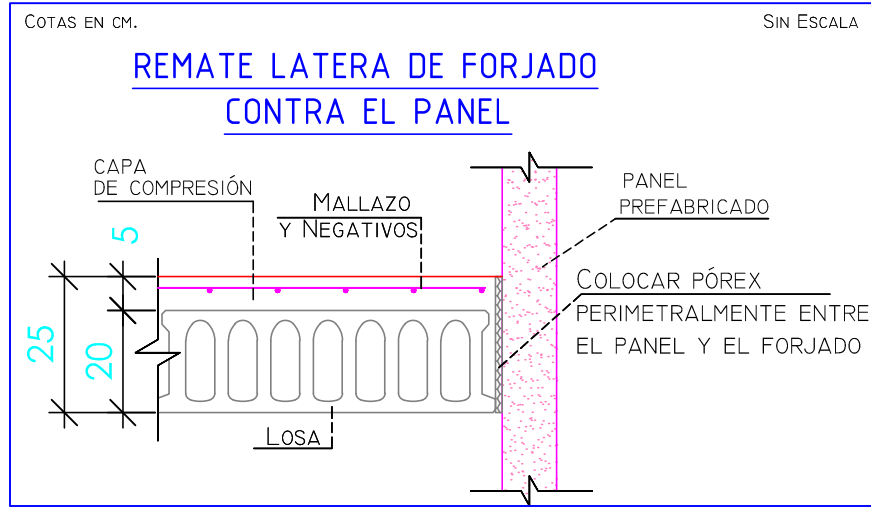 COTAS EN CM.
SIN ESCALA
REMATE LATERA DE FORJADO
CONTRA EL PANEL
CAPA
DE COMPRESIÓN
MALLAZO
Y NEGATIVOS
PANEL
PREFABRICADO
5
COLOCAR PÓREX
PERIMETRALMENTE ENTRE
EL PANEL Y EL FORJADO
25
20
LOSA